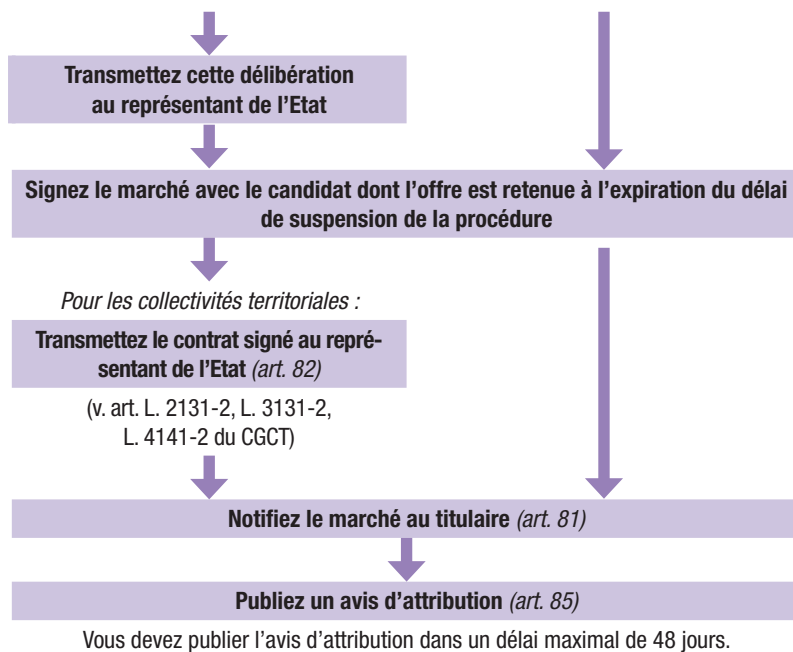 Transmettez cette délibération
au représentant de l’Etat
Signez le marché avec le candidat dont l’offre est retenue à l’expiration du délai
de suspension de la procédure
Pour les collectivités territoriales :
Transmettez le contrat signé au repré-
sentant de l’Etat (art. 82)
(v. art. L. 2131-2, L. 3131-2,
L. 4141-2 du CGCT)
Notifiez le marché au titulaire (art. 81)
Publiez un avis d’attribution (art. 85)
Vous devez publier l’avis d’attribution dans un délai maximal de 48 jours.